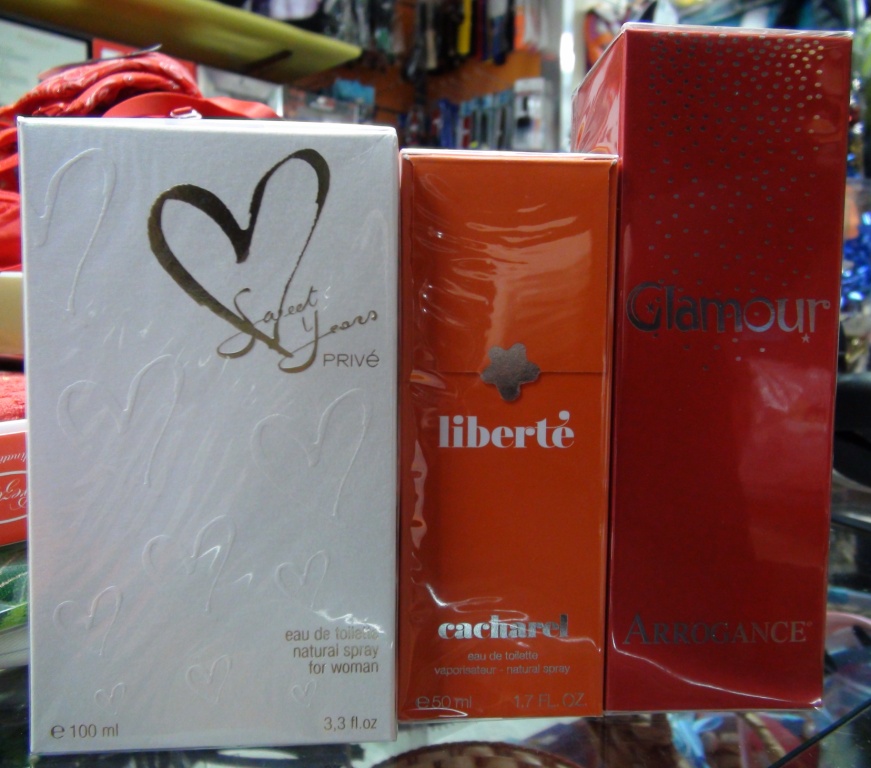 Sweet
Years
PRIVÉ
eau de toilette
natural spray
for woman
e 100 ml 3,3 fl.oz
liberté
cacharel
eau de toilette
vaporisateur - natural spray
e 50 ml 1.7 FL. OZ.
Glamour
ARROGANCE